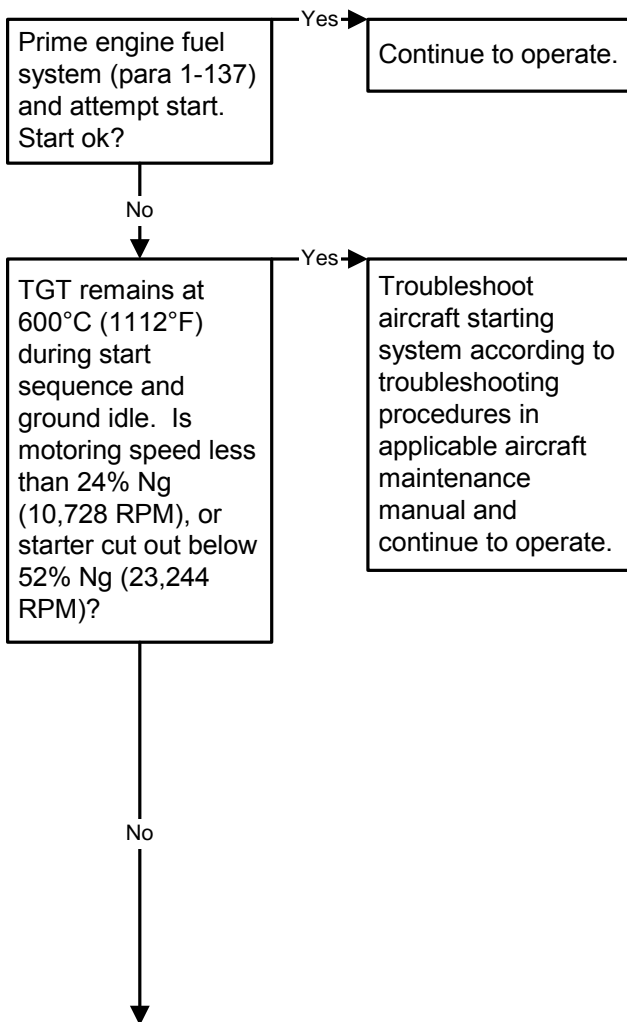 Prime engine fuel
system (para 1-137)
and attempt start.
Start ok?
Yes
Continue to operate.
No
TGT remains at
600°C (1112°F)
during start
sequence and
ground idle.  Is
motoring speed less
than 24% Ng
(10,728 RPM), or
starter cut out below
52% Ng (23,244
RPM)?
Yes
Troubleshoot
aircraft starting
system according to
troubleshooting
procedures in
applicable aircraft
maintenance
manual and
continue to operate.
No